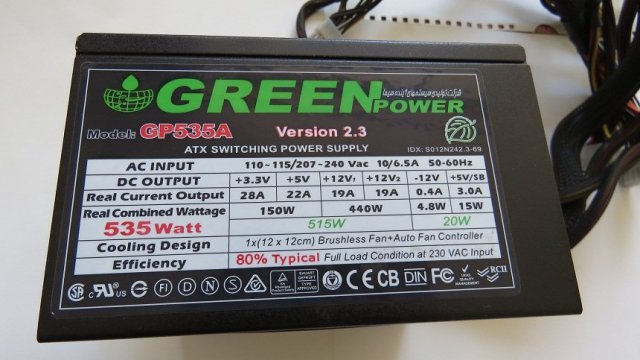 GREEN POWER
Model: GP535A Version 2.3
ATX SWITCHING POWER SUPPLY IDX: S012N242.3-69
AC INPUT 110~115/207~240 Vac 10/6.5A 50-60Hz
DC OUTPUT +3.3V +5V +12V1 +12V2 -12V +5V/SB
Real Current Output 28A 22A 19A 19A 0.4A 3.0A
Real Combined Wattage 150W 440W 4.8W 15W
535Watt 515W 20W
Cooling Design 1x(12 x 12cm) Brushless Fan+Auto Fan Controller
Efficiency 80% Typical Full Load Condition at 230 VAC Input
FI D N S CE CB DIN FC RCII